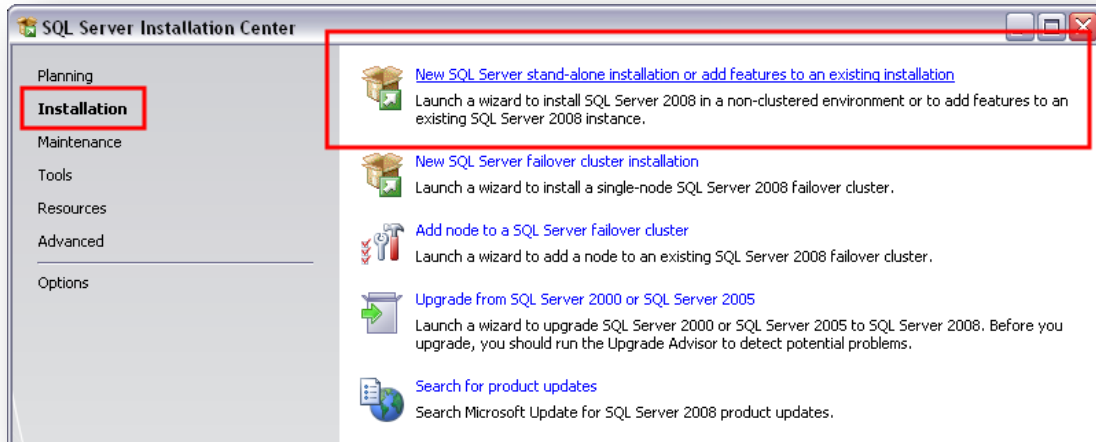 SQL Server Installation Center
Planning
Installation
Maintenance
Tools
Resources
Advanced
Options
New SQL Server stand-alone installation or add features to an existing installation
Launch a wizard to install SQL Server 2008 in a non-clustered environment or to add features to an
existing SQL Server 2008 instance.
New SQL Server failover cluster installation
Launch a wizard to install a single-node SQL Server 2008 failover cluster.
Add node to a SQL Server failover cluster
Launch a wizard to add a node to an existing SQL Server 2008 failover cluster.
Upgrade from SQL Server 2000 or SQL Server 2005
Launch a wizard to upgrade SQL Server 2000 or SQL Server 2005 to SQL Server 2008. Before you
upgrade, you should run the Upgrade Advisor to detect potential problems.
Search for product updates
Search Microsoft Update for SQL Server 2008 product updates.